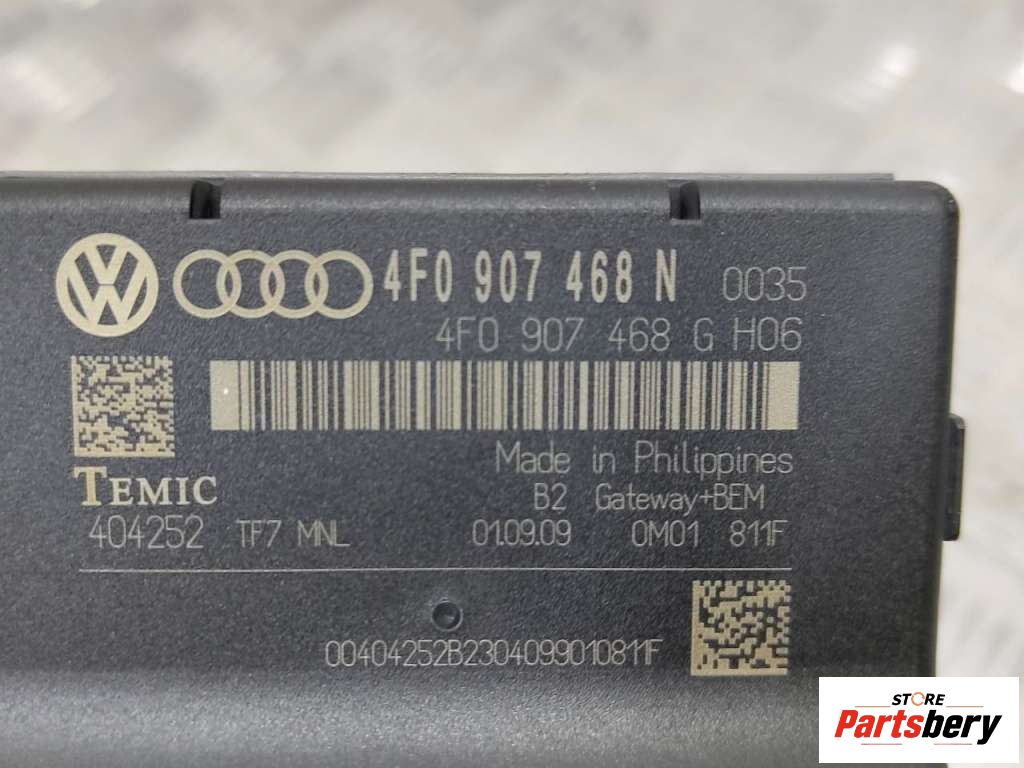 4F0 907 468 N 0035
4F0 907 468 G H06
Made in Philippines
TEMIC B2 Gateway+BEM
404252 TF7 MNL 01.09.09 0M01 811F
00404252B2304099010811F
STORE
Partsbery